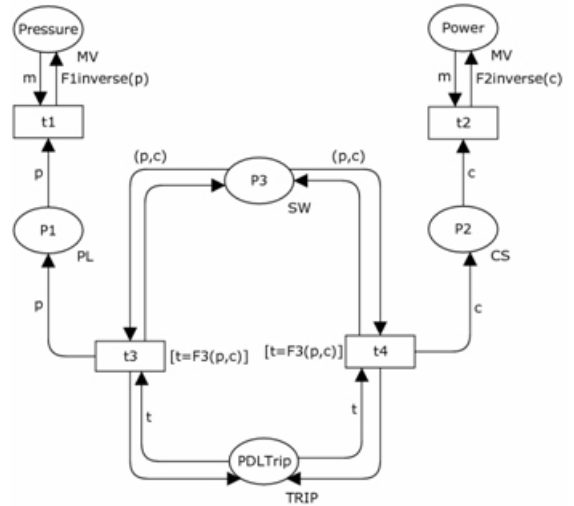 Pressure
Power
MV
MV
m
F1inverse(p)
m
F2inverse(c)
t1
t2
p
(p,c)
(p,c)
c
P3
SW
P1
P2
PL
CS
p
c
t3
[t=F3(p,c)]
[t=F3(p,c)]
t4
t
t
PDLTrip
TRIP